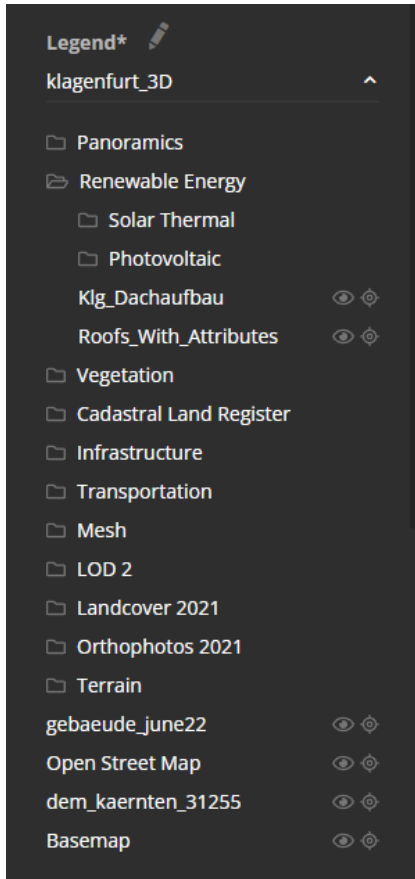 Legend*
klagenfurt_3D
Panoramics
Renewable Energy
Solar Thermal
Photovoltaic
Klg_Dachaufbau
Roofs_With_Attributes
Vegetation
Cadastral Land Register
Infrastructure
Transportation
Mesh
LOD 2
Landcover 2021
Orthophotos 2021
Terrain
gebaeude_june22
Open Street Map
dem_kaernten_31255
Basemap